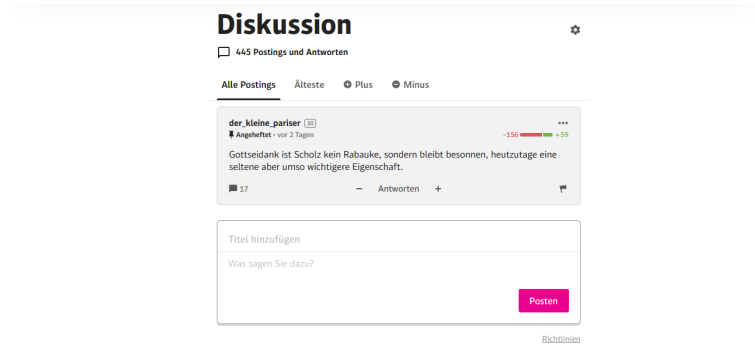 Diskussion
445 Postings und Antworten
Alle Postings Älteste Plus Minus
der_kleine_pariser 30
Angeheftet · vor 2 Tagen -156 +59
Gottseidank ist Scholz kein Rabauke, sondern bleibt besonnen, heutzutage eine
seltene aber umso wichtigere Eigenschaft.
17 − Antworten +
Titel hinzufügen
Was sagen Sie dazu?
Posten
Richtlinien